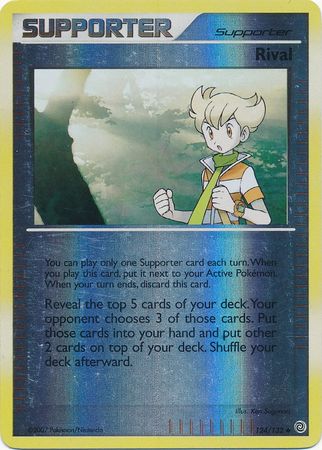 SUPPORTER Supporter
Rival
You can play only one Supporter card each turn. When
you play this card, put it next to your Active Pokémon.
When your turn ends, discard this card.
Reveal the top 5 cards of your deck. Your
opponent chooses 3 of those cards. Put
those cards into your hand and put other
2 cards on top of your deck. Shuffle your
deck afterward.
Illus. Ken Sugimori
©2007 Pokémon/Nintendo 124/132